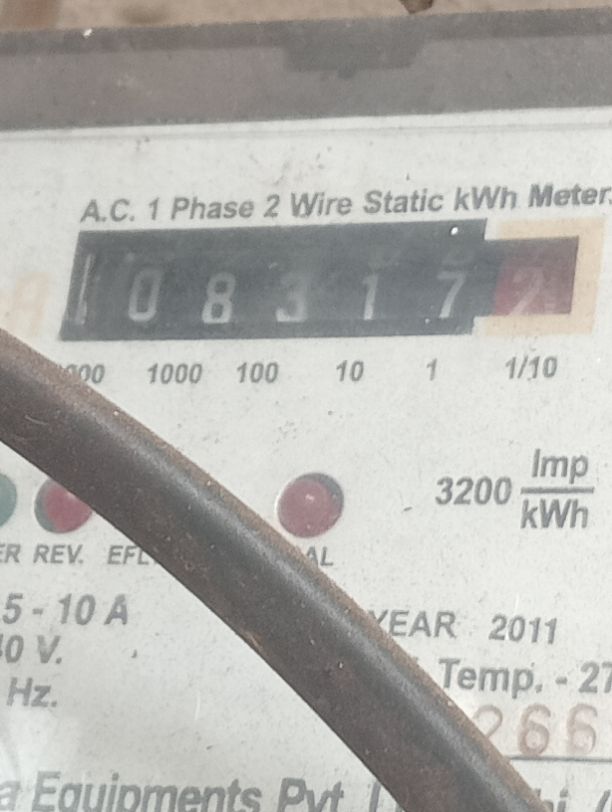 A.C. 1 Phase 2 Wire Static kWh Meter.
0 8 3 1 7 2
1000 100 10 1 1/10
3200 Imp/kWh
REV.
5 - 10 A
YEAR 2011
V.
Temp. - 27
Hz.
266
Equipments Pvt